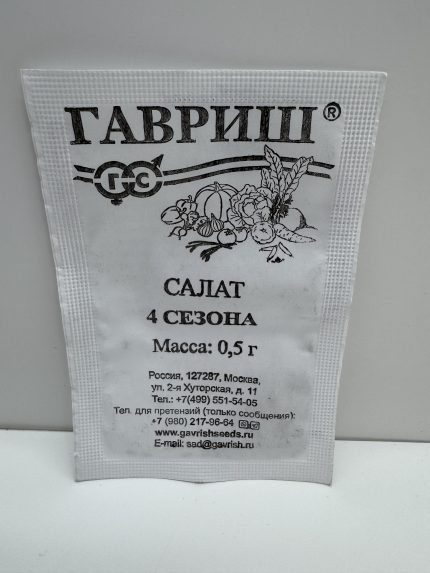 ГАВРИШ®
ГС
САЛАТ
4 СЕЗОНА
Масса: 0,5 г
Россия, 127287, Москва,
ул. 2-я Хуторская, д. 11
Тел.: +7(499) 551-54-05
Тел. для претензий (только сообщения):
+7 (980) 217-96-64
www.gavrishseeds.ru
E-mail: sad@gavrish.ru